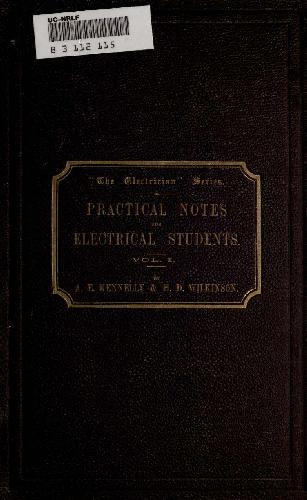 UC-NRLF
B 3 112 115
"The Electrician" Series.
PRACTICAL NOTES
FOR
ELECTRICAL STUDENTS.
VOL. I.
BY
A. E. KENNELLY & H. D. WILKINSON.